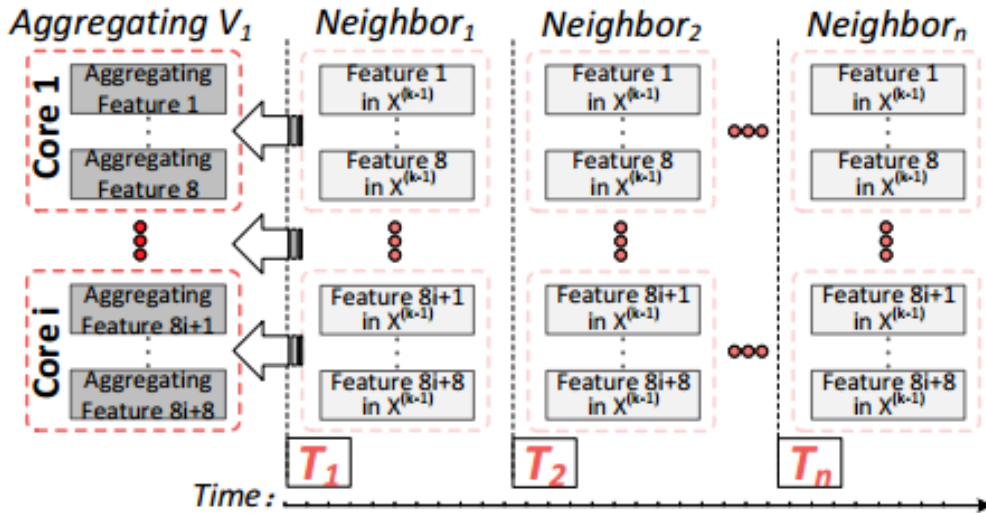 Aggregating V₁ Neighbor₁ Neighbor₂ Neighborₙ
Core 1
Aggregating
Feature 1
Aggregating
Feature 8
Feature 1
in X⁽ᵏ⁻¹⁾
Feature 8
in X⁽ᵏ⁻¹⁾
Feature 1
in X⁽ᵏ⁻¹⁾
Feature 8
in X⁽ᵏ⁻¹⁾
Feature 1
in X⁽ᵏ⁻¹⁾
Feature 8
in X⁽ᵏ⁻¹⁾
Core i
Aggregating
Feature 8i+1
Aggregating
Feature 8i+8
Feature 8i+1
in X⁽ᵏ⁻¹⁾
Feature 8i+8
in X⁽ᵏ⁻¹⁾
Feature 8i+1
in X⁽ᵏ⁻¹⁾
Feature 8i+8
in X⁽ᵏ⁻¹⁾
Feature 8i+1
in X⁽ᵏ⁻¹⁾
Feature 8i+8
in X⁽ᵏ⁻¹⁾
T₁ T₂ Tₙ
Time: